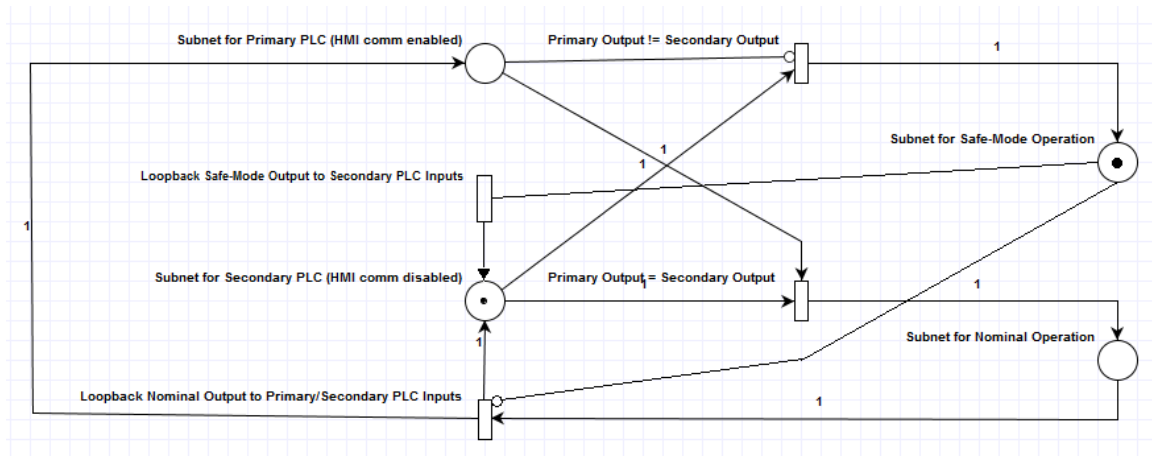 Subnet for Primary PLC (HMI comm enabled)
Primary Output != Secondary Output
1
Subnet for Safe-Mode Operation
1
1
Loopback Safe-Mode Output to Secondary PLC Inputs
1
Subnet for Secondary PLC (HMI comm disabled)
Primary Output = Secondary Output
1
1
Subnet for Nominal Operation
1
Loopback Nominal Output to Primary/Secondary PLC Inputs
1